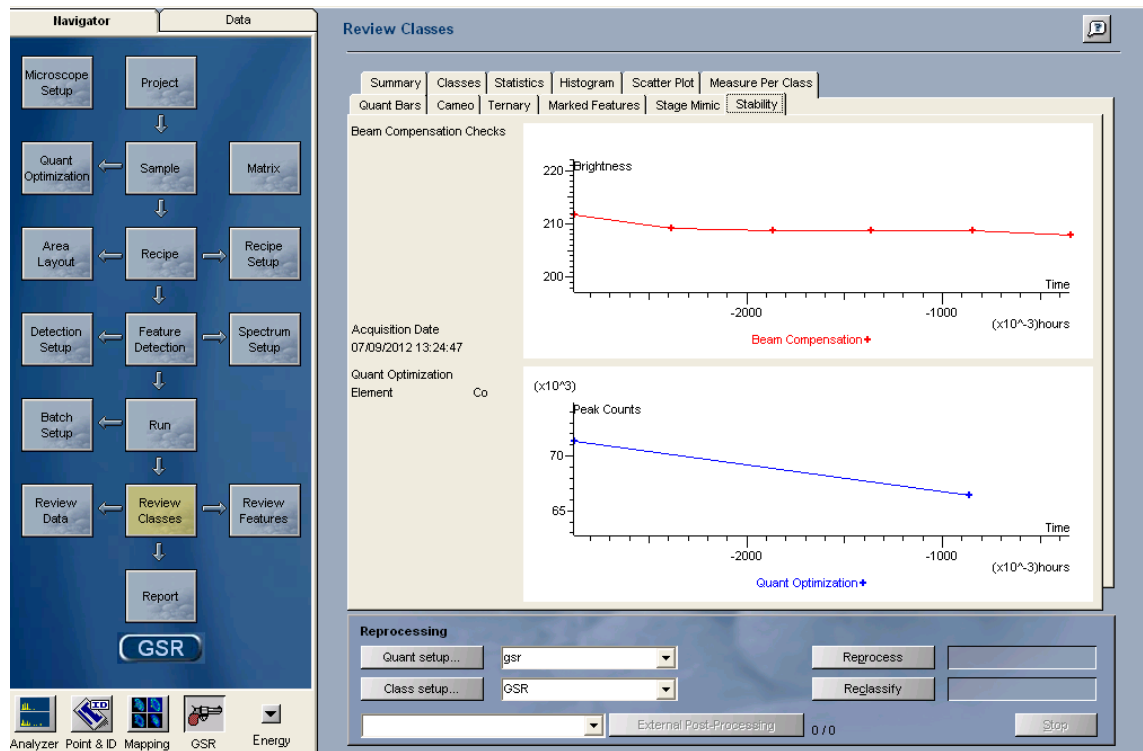 Navigator
Data
Microscope
Setup
Project
Quant
Optimization
Sample
Matrix
Area
Layout
Recipe
Recipe
Setup
Detection
Setup
Feature
Detection
Spectrum
Setup
Batch
Setup
Run
Review
Data
Review
Classes
Review
Features
Report
GSR
Analyzer
Point & ID
Mapping
GSR
Energy
Review Classes
Summary
Classes
Statistics
Histogram
Scatter Plot
Measure Per Class
Quant Bars
Cameo
Ternary
Marked Features
Stage Mimic
Stability
Beam Compensation Checks
220
Brightness
210
200
Time
-2000
-1000
(x10^-3)hours
Beam Compensation
Acquisition Date
07/09/2012 13:24:47
Quant Optimization
Element Co
(x10^3)
Peak Counts
70
65
Time
-2000
-1000
(x10^-3)hours
Quant Optimization
Reprocessing
Quant setup...
gsr
Reprocess
Class setup...
GSR
Reclassify
External Post-Processing
0 / 0
Stop